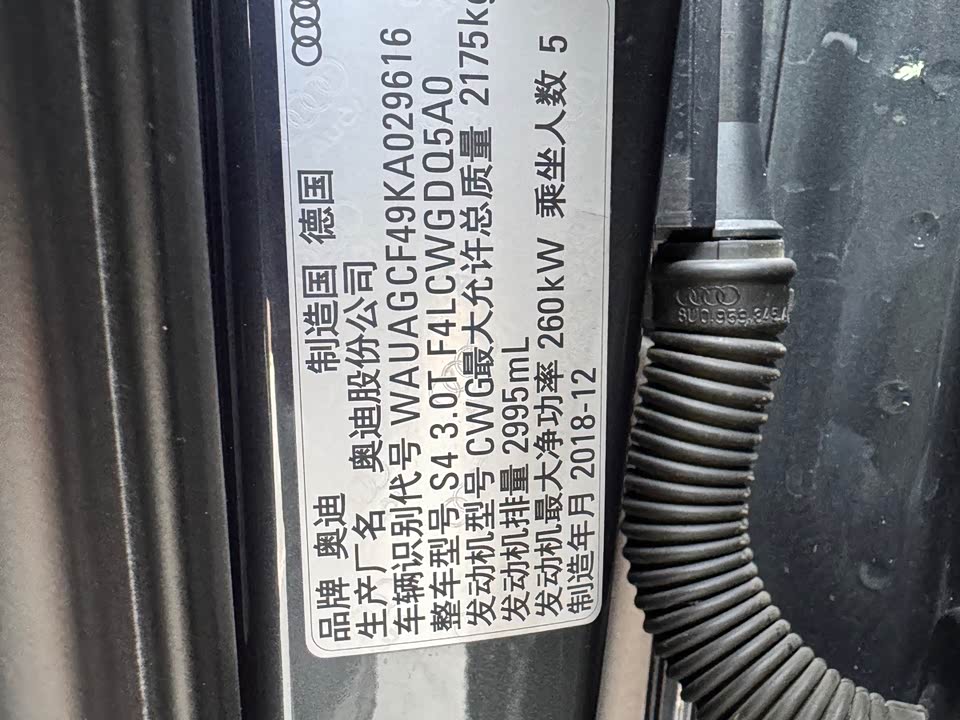 品牌 奥迪 制造国 德国
生产厂名 奥迪股份公司
车辆识别代号 WAUAGCF49KA029616
整车型号 S4 3.0T F4LCWGDQ5A0
发动机型号 CWG最大允许总质量 2175kg
发动机排量 2995mL
发动机最大净功率 260kW 乘坐人数 5
制造年月 2018-12